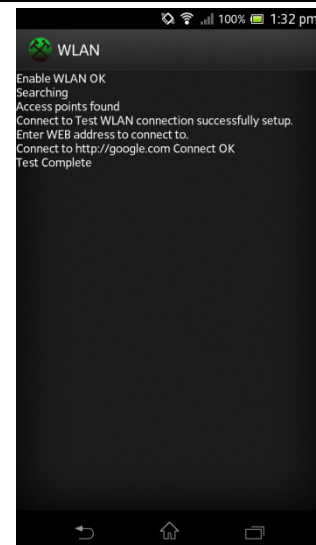 100% 1:32 pm
WLAN
Enable WLAN OK
Searching
Access points found
Connect to Test WLAN connection successfully setup.
Enter WEB address to connect to.
Connect to http://google.com Connect OK
Test Complete